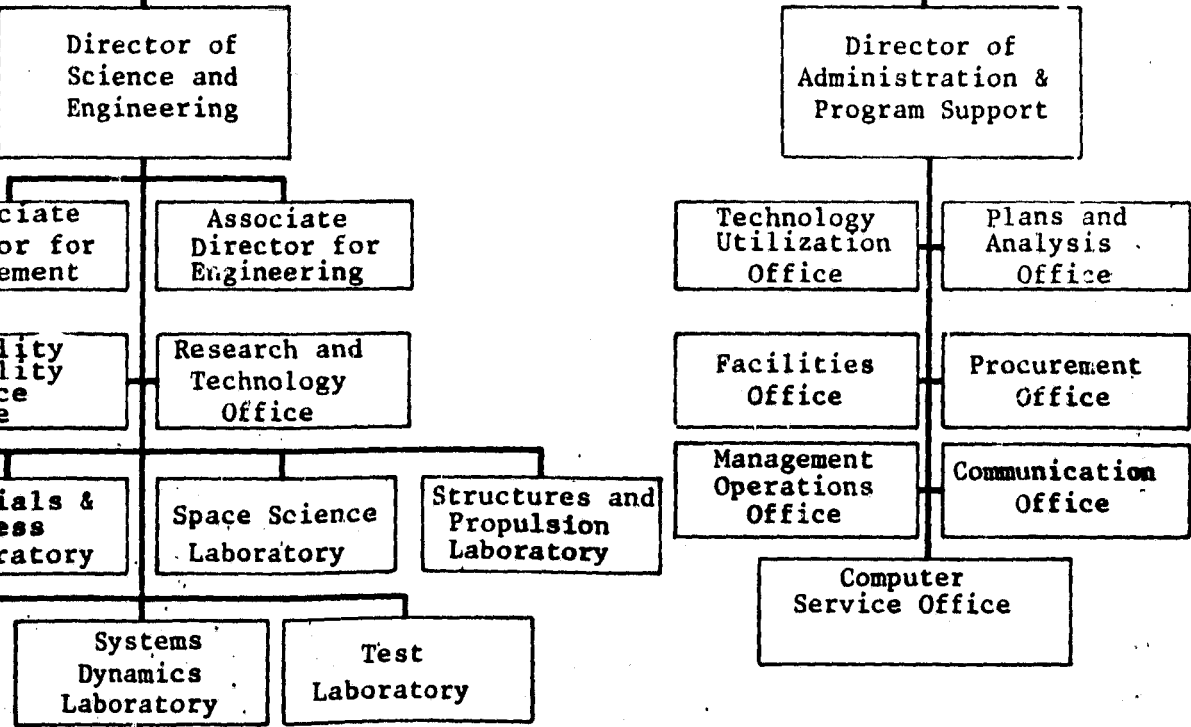 Director of
Science and
Engineering
Director of
Administration &
Program Support
Associate
Director for
Engineering
Technology
Utilization
Office
Plans and
Analysis
Office
or for
Research and
Technology
Office
Facilities
Office
Procurement
Office
&
Space Science
Laboratory
Structures and
Propulsion
Laboratory
Management
Operations
Office
Communication
Office
Computer
Service Office
Systems
Dynamics
Laboratory
Test
Laboratory